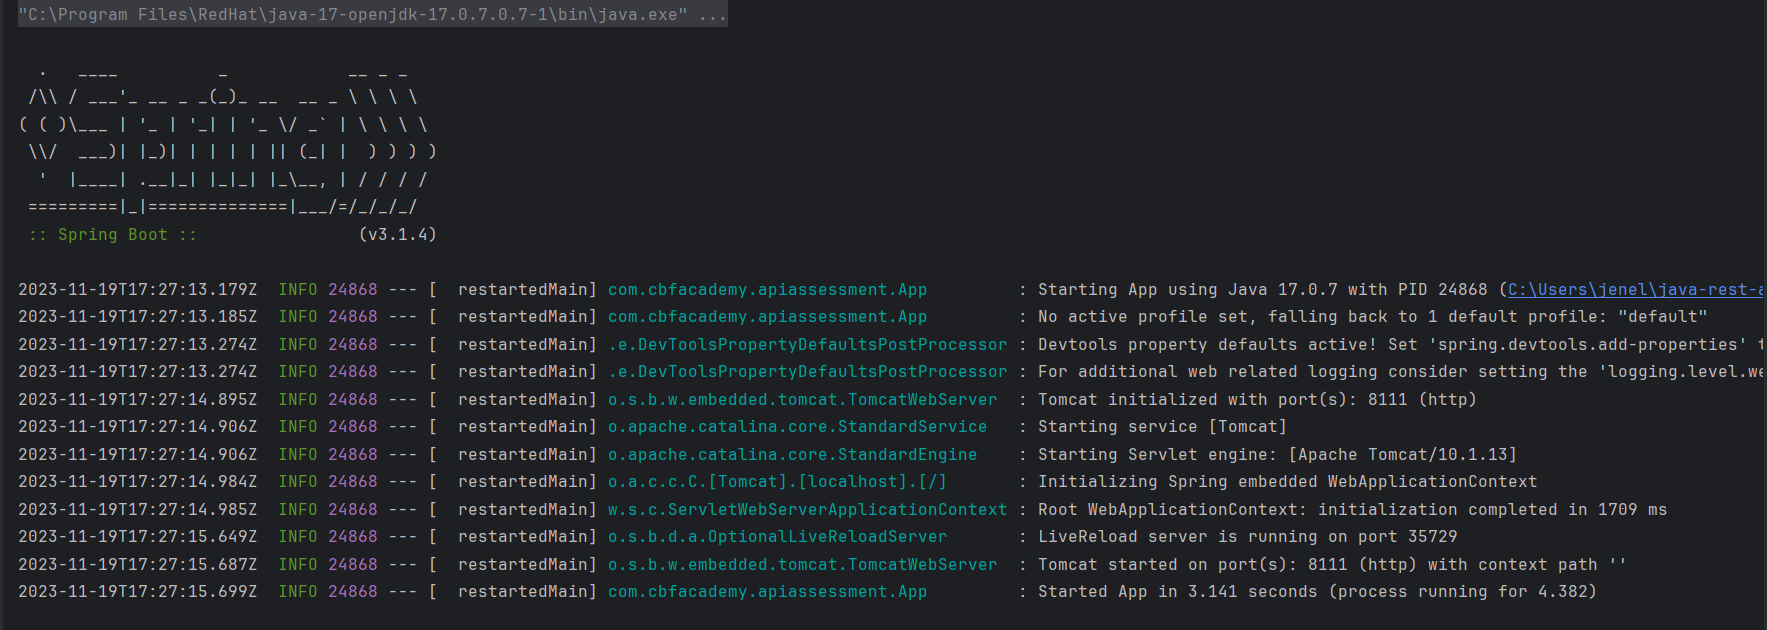 "C:\Program Files\RedHat\java-17-openjdk-17.0.7.0.7-1\bin\java.exe" ...

  .   ____          _            __ _ _
 /\\ / ___'_ __ _ _(_)_ __  __ _ \ \ \ \
( ( )\___ | '_ | '_| | '_ \/ _` | \ \ \ \
 \\/  ___)| |_)| | | | | || (_| |  ) ) ) )
  '  |____| .__|_| |_|_| |_\__, | / / / /
 =========|_|==============|___/=/_/_/_/
 :: Spring Boot ::                (v3.1.4)

2023-11-19T17:27:13.179Z  INFO 24868 --- [  restartedMain] com.cbfacademy.apiassessment.App         : Starting App using Java 17.0.7 with PID 24868 (C:\Users\jenel\java-rest-a
2023-11-19T17:27:13.185Z  INFO 24868 --- [  restartedMain] com.cbfacademy.apiassessment.App         : No active profile set, falling back to 1 default profile: "default"
2023-11-19T17:27:13.274Z  INFO 24868 --- [  restartedMain] .e.DevToolsPropertyDefaultsPostProcessor : Devtools property defaults active! Set 'spring.devtools.add-properties' t
2023-11-19T17:27:13.274Z  INFO 24868 --- [  restartedMain] .e.DevToolsPropertyDefaultsPostProcessor : For additional web related logging consider setting the 'logging.level.we
2023-11-19T17:27:14.895Z  INFO 24868 --- [  restartedMain] o.s.b.w.embedded.tomcat.TomcatWebServer  : Tomcat initialized with port(s): 8111 (http)
2023-11-19T17:27:14.906Z  INFO 24868 --- [  restartedMain] o.apache.catalina.core.StandardService   : Starting service [Tomcat]
2023-11-19T17:27:14.906Z  INFO 24868 --- [  restartedMain] o.apache.catalina.core.StandardEngine    : Starting Servlet engine: [Apache Tomcat/10.1.13]
2023-11-19T17:27:14.984Z  INFO 24868 --- [  restartedMain] o.a.c.c.C.[Tomcat].[localhost].[/]       : Initializing Spring embedded WebApplicationContext
2023-11-19T17:27:14.985Z  INFO 24868 --- [  restartedMain] w.s.c.ServletWebServerApplicationContext : Root WebApplicationContext: initialization completed in 1709 ms
2023-11-19T17:27:15.649Z  INFO 24868 --- [  restartedMain] o.s.b.d.a.OptionalLiveReloadServer       : LiveReload server is running on port 35729
2023-11-19T17:27:15.687Z  INFO 24868 --- [  restartedMain] o.s.b.w.embedded.tomcat.TomcatWebServer  : Tomcat started on port(s): 8111 (http) with context path ''
2023-11-19T17:27:15.699Z  INFO 24868 --- [  restartedMain] com.cbfacademy.apiassessment.App         : Started App in 3.141 seconds (process running for 4.382)